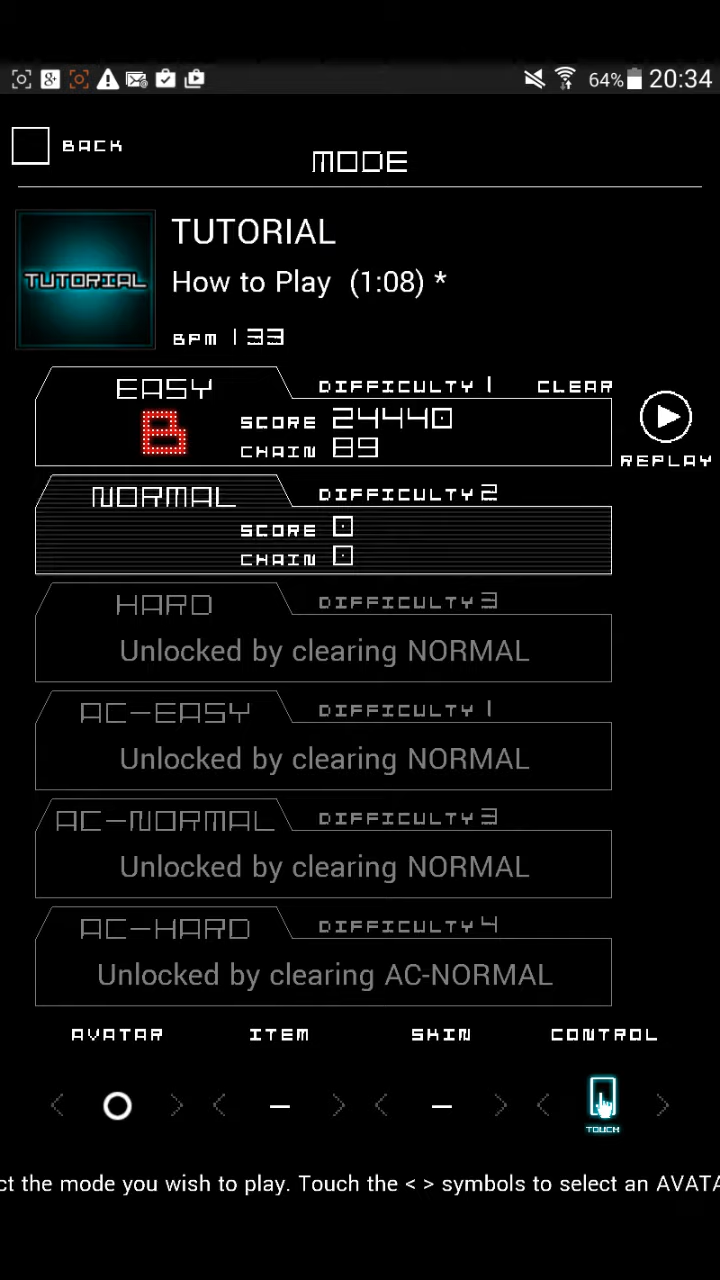 64% 20:34
BACK
MODE
TUTORIAL
TUTORIAL
How to Play (1:08) *
BPM 133
EASY DIFFICULTY 1 CLEAR
B SCORE 24440
CHAIN 89
REPLAY
NORMAL DIFFICULTY 2
SCORE 0
CHAIN 0
HARD DIFFICULTY 3
Unlocked by clearing NORMAL
AC-EASY DIFFICULTY 1
Unlocked by clearing NORMAL
AC-NORMAL DIFFICULTY 3
Unlocked by clearing NORMAL
AC-HARD DIFFICULTY 4
Unlocked by clearing AC-NORMAL
AVATAR ITEM SKIN CONTROL
< > < > < > < >
TOUCH
ct the mode you wish to play. Touch the < > symbols to select an AVATA